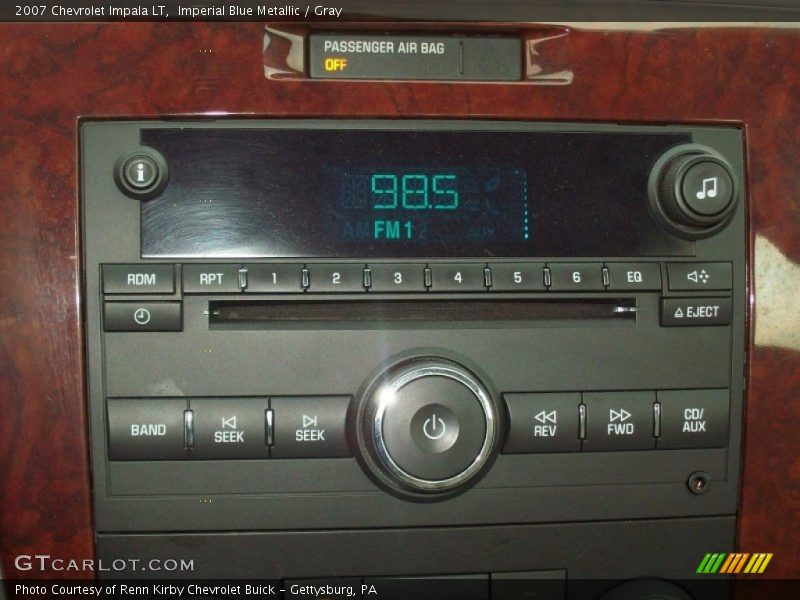 2007 Chevrolet Impala LT,  Imperial Blue Metallic / Gray
PASSENGER AIR BAG
OFF
i
98.5
FM1
RDM
RPT
1
2
3
4
5
6
EQ
EJECT
BAND
SEEK
SEEK
REV
FWD
CD/
AUX
GTCARLOT.COM
Photo Courtesy of Renn Kirby Chevrolet Buick – Gettysburg, PA